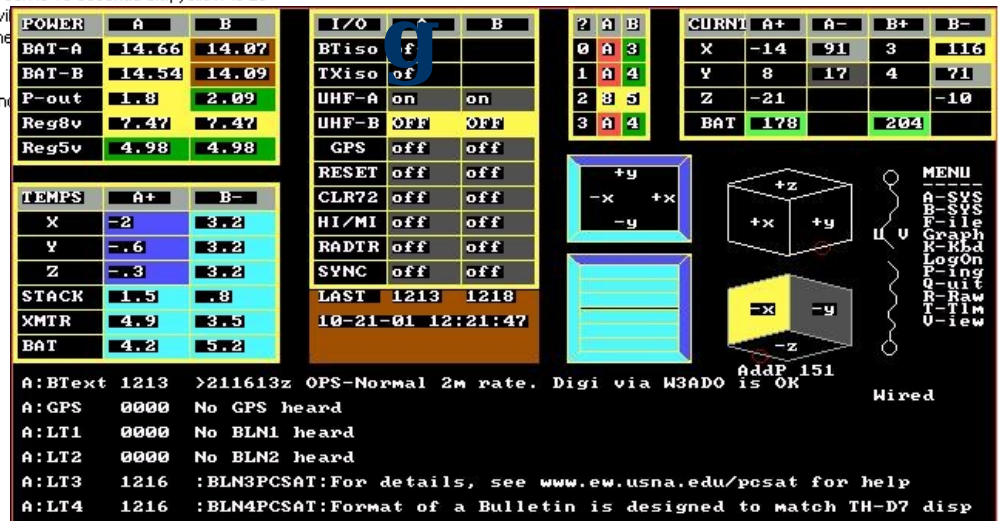 POWER A B
BAT-A 14.66 14.07
BAT-B 14.54 14.09
P-out 1.8 2.09
Reg8v 7.47 7.47
Reg5v 4.98 4.98
TEMPS A+ B-
X -2 3.2
Y -.6 3.2
Z -.3 3.2
STACK 1.5 .8
XMTR 4.9 3.5
BAT 4.2 5.2
I/O A B
BTiso of
TXiso of
UHF-A on on
UHF-B OFF OFF
GPS off off
RESET off off
CLR72 off off
HI/MI off off
RADTR off off
SYNC off off
LAST 1213 1218
10-21-01 12:21:47
g
? A B
0 A 3
1 A 4
2 3 5
3 A 4
CURNT A+ A- B+ B-
X -14 91 3 116
Y 8 17 4 71
Z -21 -10
BAT 178 204
+y
-x +x
-y
+z
+x +y
-x -y
-z
AddP 151
U V
Wired
MENU
-----
A-SYS
B-SYS
F-ile
Graph
K-Kbd
LogOn
P-ing
Q-uit
R-Raw
T-Tlm
V-iew
A:BText 1213 >211613z OPS-Normal 2m rate. Digi via W3ADO is OK
A:GPS 0000 No GPS heard
A:LT1 0000 No BLN1 heard
A:LT2 0000 No BLN2 heard
A:LT3 1216 :BLN3PCSAT:For details, see www.ew.usna.edu/pcsat for help
A:LT4 1216 :BLN4PCSAT:Format of a Bulletin is designed to match TH-D7 disp